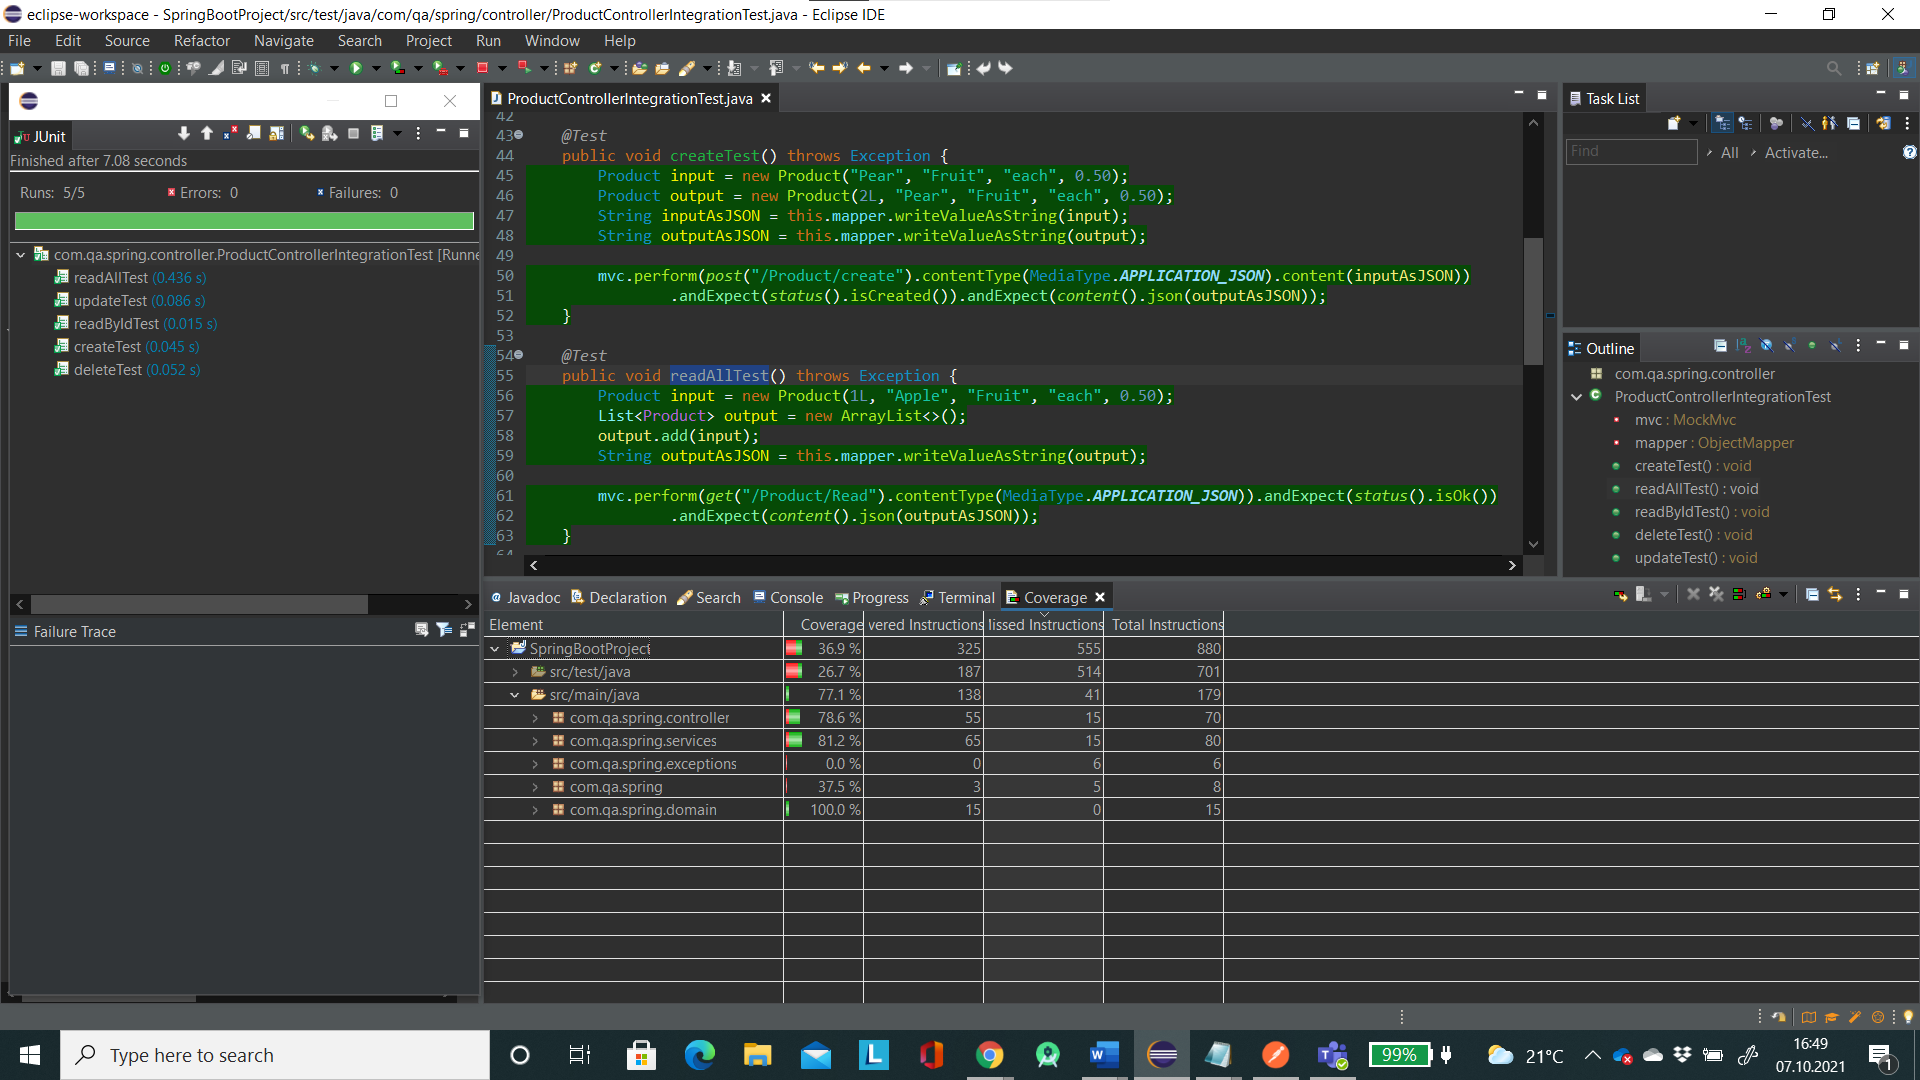 eclipse-workspace - SpringBootProject/src/test/java/com/qa/spring/controller/ProductControllerIntegrationTest.java - Eclipse IDE
File Edit Source Refactor Navigate Search Project Run Window Help
JUnit
Finished after 7.08 seconds
Runs: 5/5 Errors: 0 Failures: 0
com.qa.spring.controller.ProductControllerIntegrationTest [Runne
readAllTest (0.436 s)
updateTest (0.086 s)
readByIdTest (0.015 s)
createTest (0.045 s)
deleteTest (0.052 s)
Failure Trace
ProductControllerIntegrationTest.java
42
43 @Test
44 public void createTest() throws Exception {
45 Product input = new Product("Pear", "Fruit", "each", 0.50);
46 Product output = new Product(2L, "Pear", "Fruit", "each", 0.50);
47 String inputAsJSON = this.mapper.writeValueAsString(input);
48 String outputAsJSON = this.mapper.writeValueAsString(output);
49
50 mvc.perform(post("/Product/create").contentType(MediaType.APPLICATION_JSON).content(inputAsJSON))
51 .andExpect(status().isCreated()).andExpect(content().json(outputAsJSON));
52 }
53
54 @Test
55 public void readAllTest() throws Exception {
56 Product input = new Product(1L, "Apple", "Fruit", "each", 0.50);
57 List<Product> output = new ArrayList<>();
58 output.add(input);
59 String outputAsJSON = this.mapper.writeValueAsString(output);
60
61 mvc.perform(get("/Product/Read").contentType(MediaType.APPLICATION_JSON)).andExpect(status().isOk())
62 .andExpect(content().json(outputAsJSON));
63 }
64
Task List
Find All Activate...
Outline
com.qa.spring.controller
ProductControllerIntegrationTest
mvc : MockMvc
mapper : ObjectMapper
createTest() : void
readAllTest() : void
readByIdTest() : void
deleteTest() : void
updateTest() : void
Javadoc Declaration Search Console Progress Terminal Coverage
Element Coverage vered Instructions lissed Instructions Total Instructions
SpringBootProject 36.9 % 325 555 880
src/test/java 26.7 % 187 514 701
src/main/java 77.1 % 138 41 179
com.qa.spring.controller 78.6 % 55 15 70
com.qa.spring.services 81.2 % 65 15 80
com.qa.spring.exceptions 0.0 % 0 6 6
com.qa.spring 37.5 % 3 5 8
com.qa.spring.domain 100.0 % 15 0 15
Type here to search
99%
21°C
16:49
07.10.2021
1